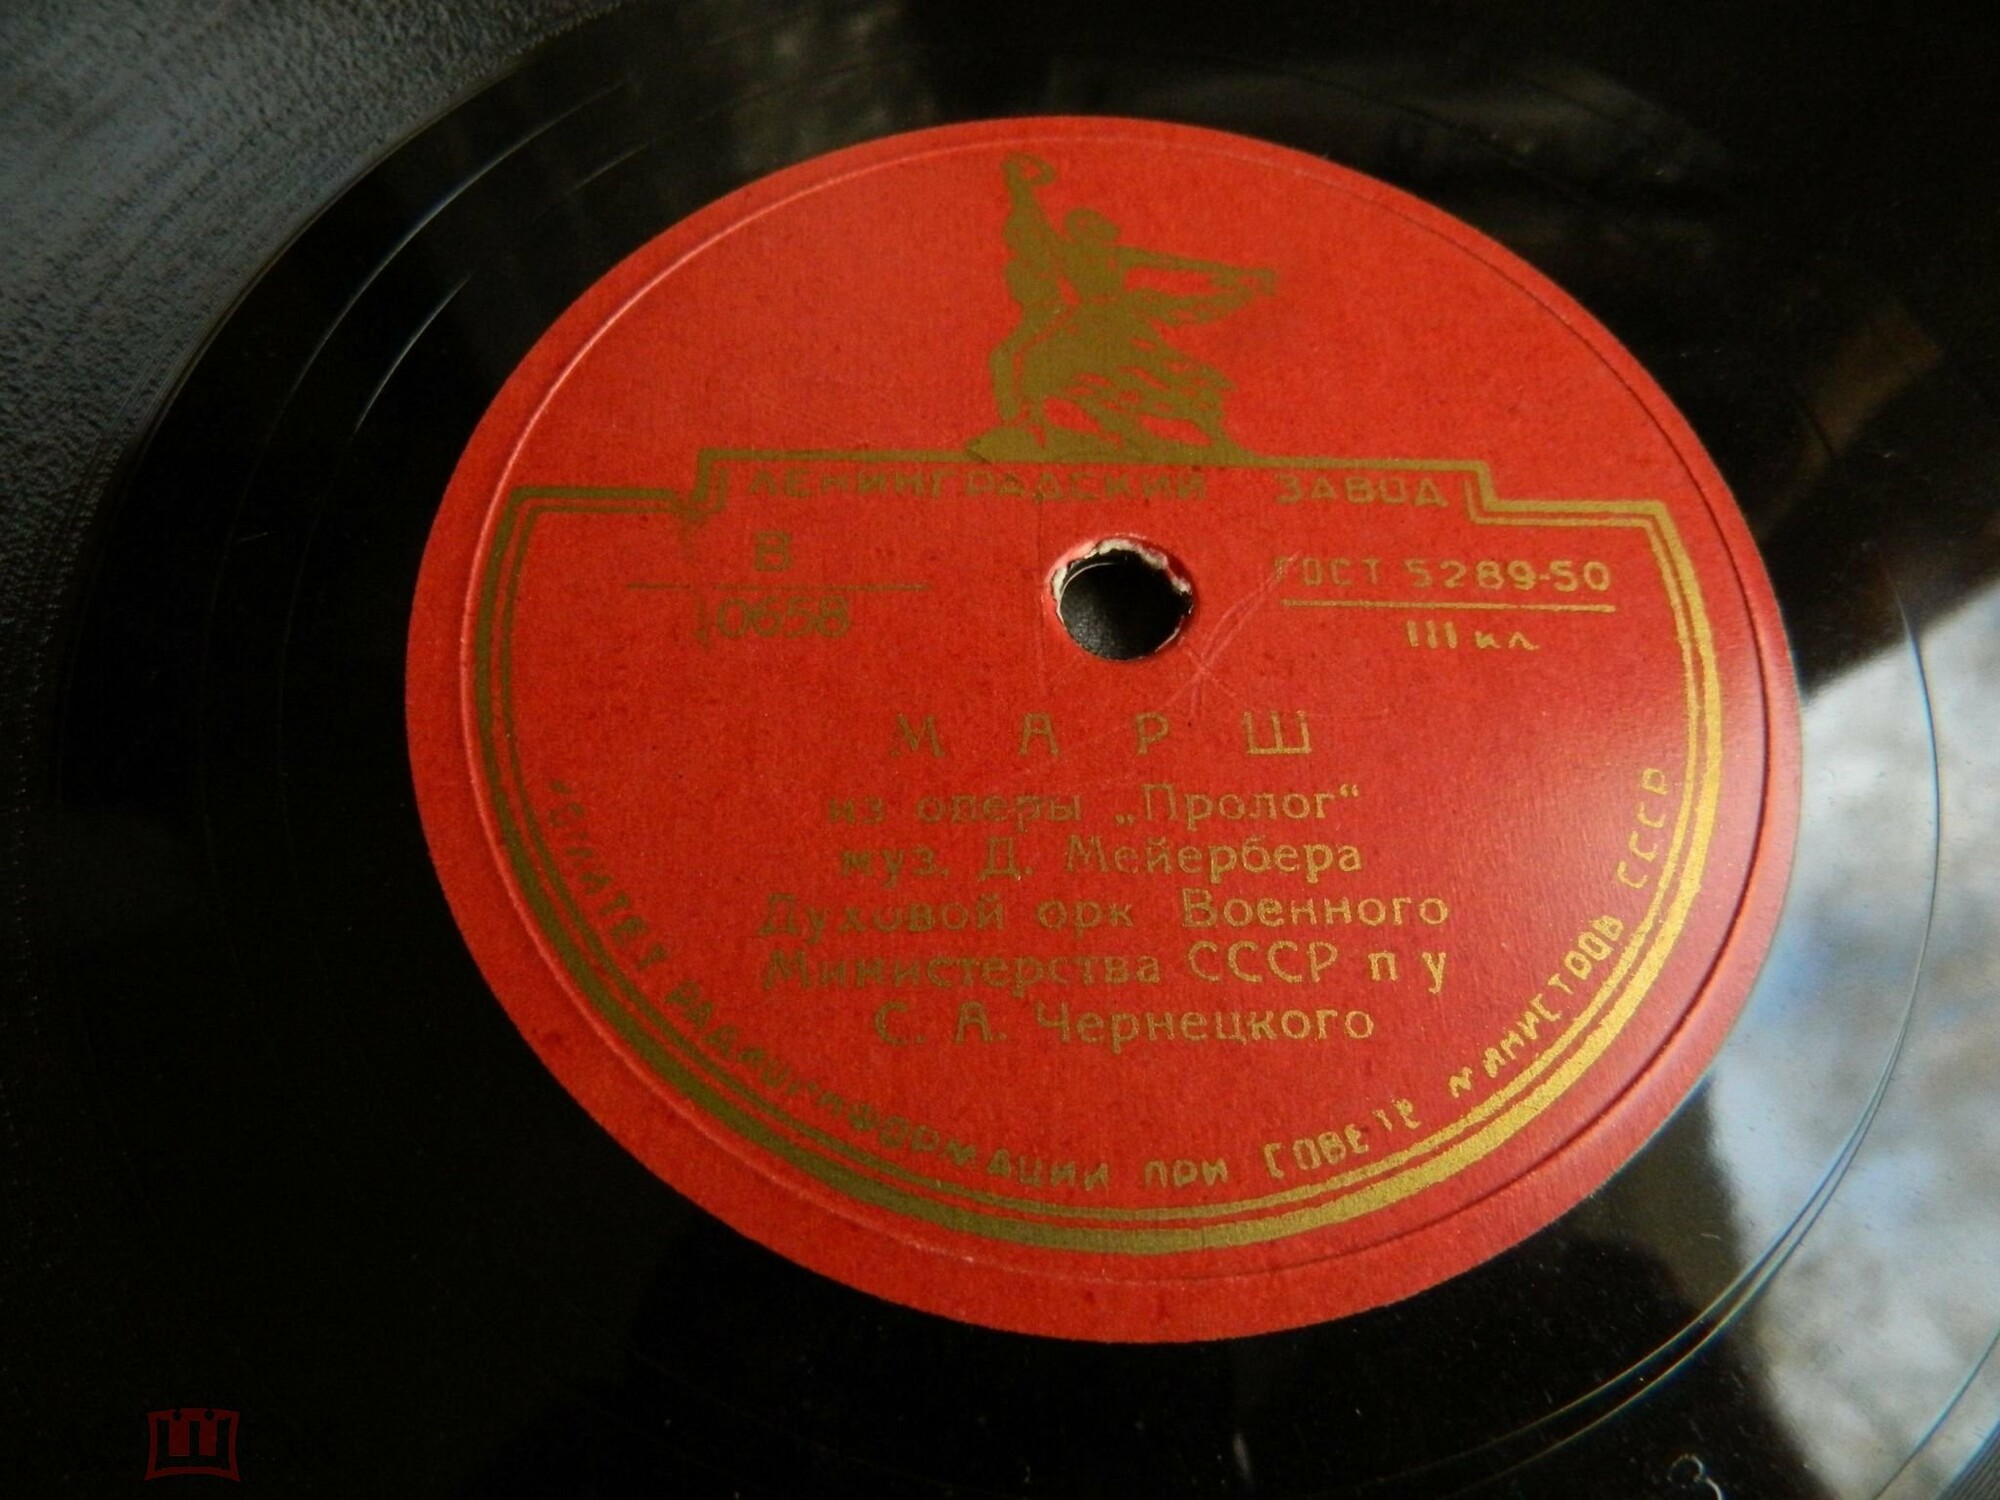 ЛЕНИНГРАДСКИЙ ЗАВОД
В
10658
ГОСТ 5289-50
III кл
МАРШ
из оперы „Пролог“
муз. Д. Мейербера
Духовой орк Военного
Министерства СССР п у
С. А. Чернецкого
КОМИТЕТ РАДИОИНФОРМАЦИИ ПРИ СОВЕТЕ МИНИСТРОВ СССР